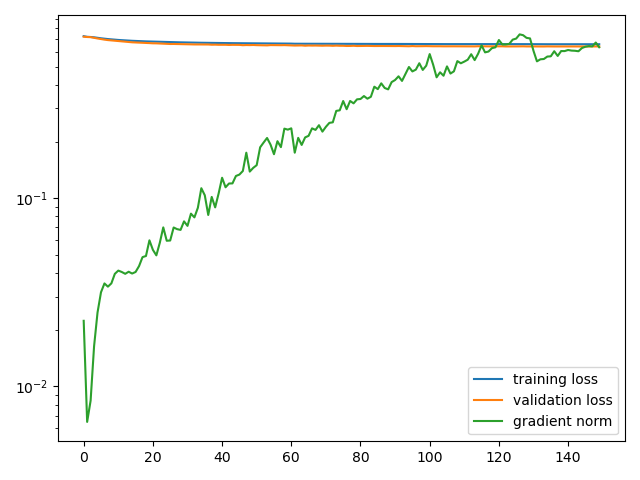 10⁻¹
10⁻²
0 20 40 60 80 100 120 140
training loss
validation loss
gradient norm